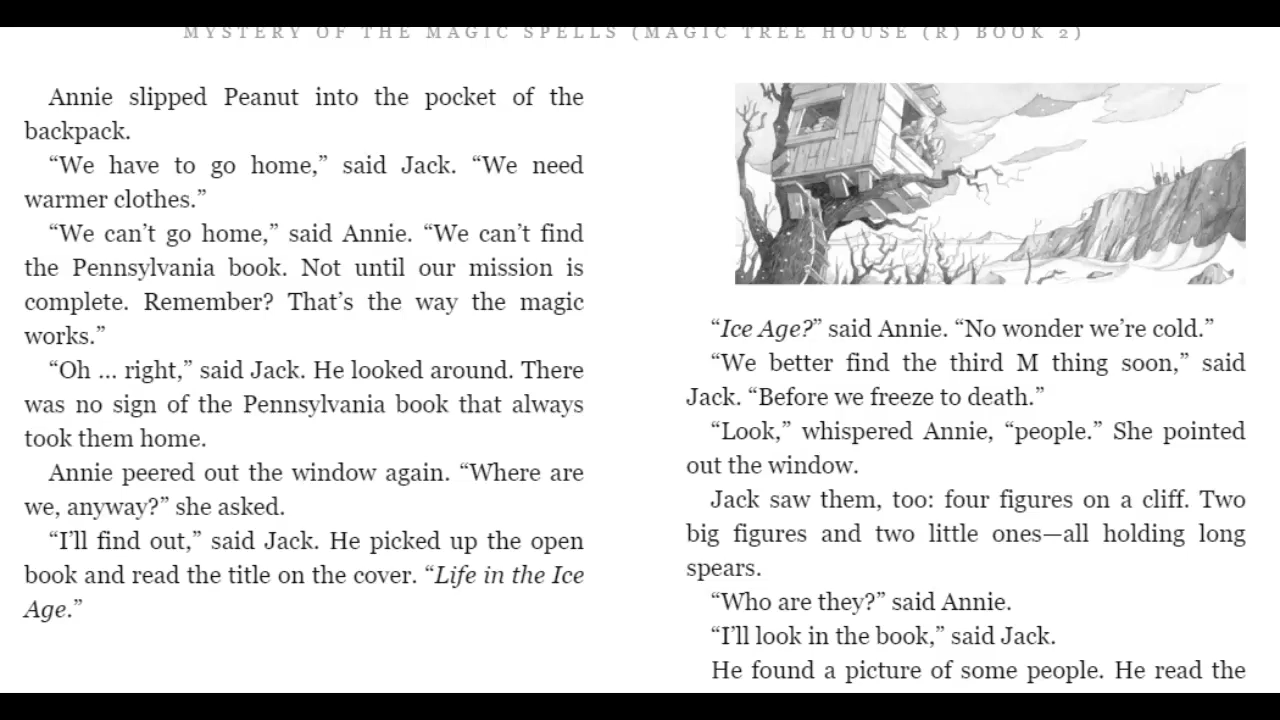 MYSTERY OF THE MAGIC SPELLS (MAGIC TREE HOUSE (R) BOOK 2)
Annie slipped Peanut into the pocket of the
backpack.
“We have to go home,” said Jack. “We need
warmer clothes.”
“We can’t go home,” said Annie. “We can’t find
the Pennsylvania book. Not until our mission is
complete. Remember? That’s the way the magic
works.”
“Oh ... right,” said Jack. He looked around. There
was no sign of the Pennsylvania book that always
took them home.
Annie peered out the window again. “Where are
we, anyway?” she asked.
“I’ll find out,” said Jack. He picked up the open
book and read the title on the cover. “Life in the Ice
Age.”
“Ice Age?” said Annie. “No wonder we’re cold.”
“We better find the third M thing soon,” said
Jack. “Before we freeze to death.”
“Look,” whispered Annie, “people.” She pointed
out the window.
Jack saw them, too: four figures on a cliff. Two
big figures and two little ones—all holding long
spears.
“Who are they?” said Annie.
“I’ll look in the book,” said Jack.
He found a picture of some people. He read the